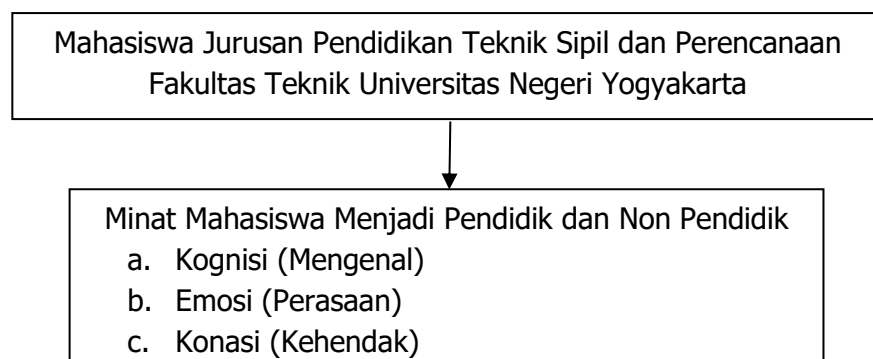 Mahasiswa Jurusan Pendidikan Teknik Sipil dan Perencanaan
Fakultas Teknik Universitas Negeri Yogyakarta
Minat Mahasiswa Menjadi Pendidik dan Non Pendidik
a. Kognisi (Mengenal)
b. Emosi (Perasaan)
c. Konasi (Kehendak)